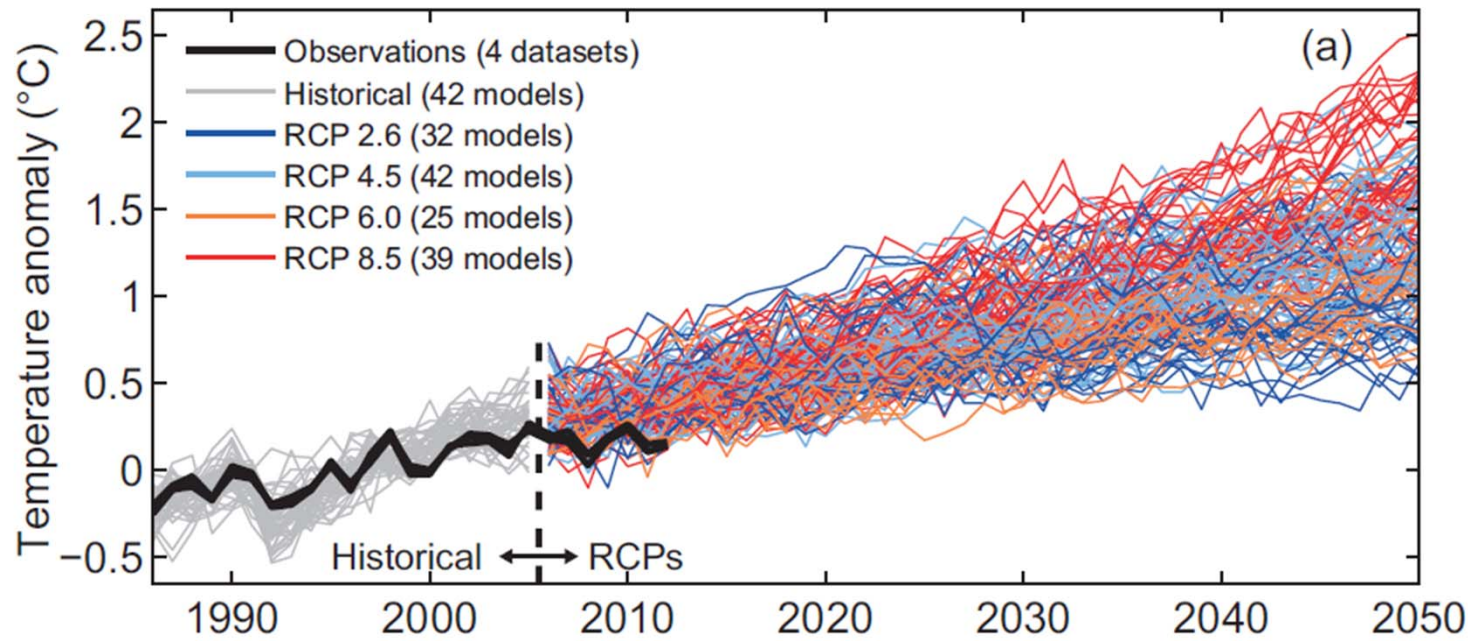 (a)
Temperature anomaly (°C)
2.5
2
1.5
1
0.5
0
−0.5
Observations (4 datasets)
Historical (42 models)
RCP 2.6 (32 models)
RCP 4.5 (42 models)
RCP 6.0 (25 models)
RCP 8.5 (39 models)
Historical
RCPs
1990 2000 2010 2020 2030 2040 2050